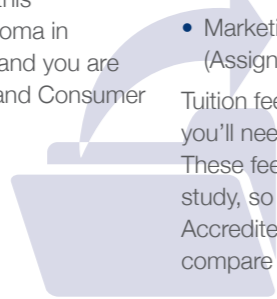 this
oma in
and you are
and Consumer
• Marketi
(Assign
Tuition fee
you'll need
These fee
study, so
Accredite
compare